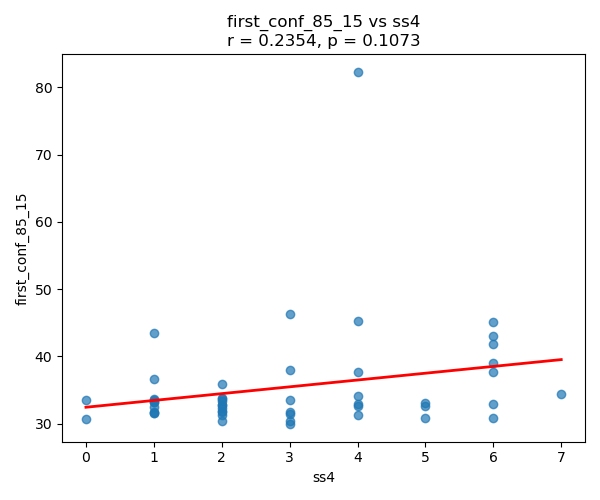 first_conf_85_15 vs ss4
r = 0.2354, p = 0.1073
80
70
60
50
40
30
first_conf_85_15
0 1 2 3 4 5 6 7
ss4